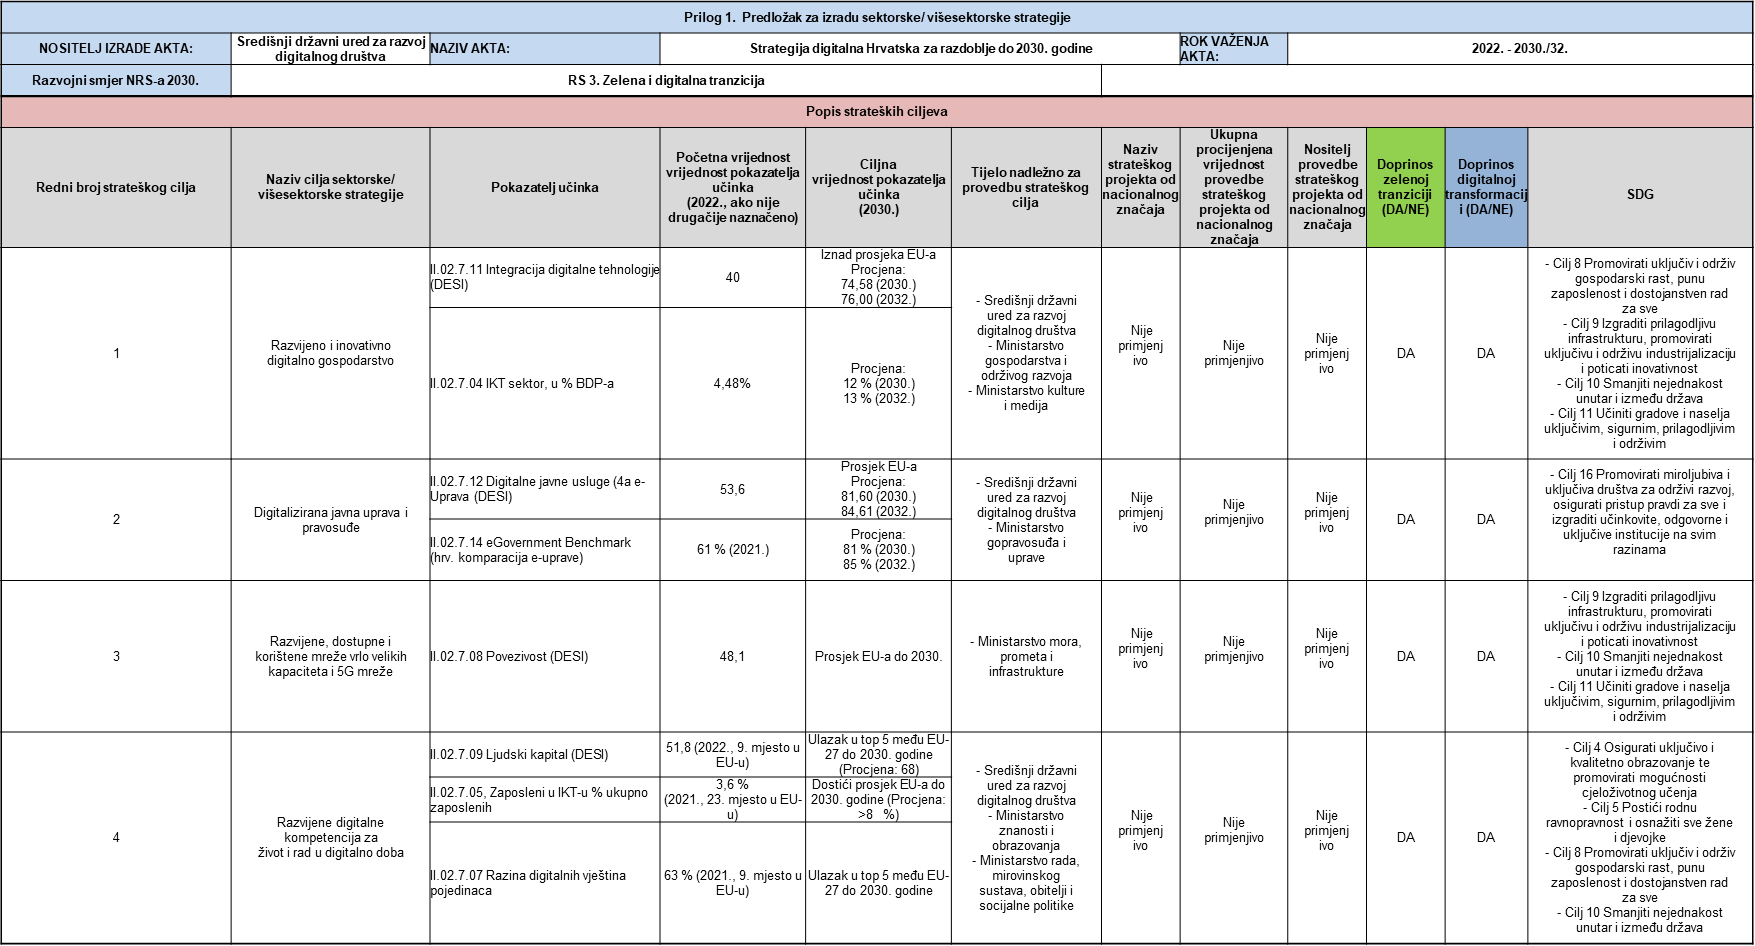 Prilog 1. Predložak za izradu sektorske/ višesektorske strategije
NOSITELJ IZRADE AKTA:
Središnji državni ured za razvoj
digitalnog društva
NAZIV AKTA:
Strategija digitalna Hrvatska za razdoblje do 2030. godine
ROK VAŽENJA
AKTA:
2022. - 2030./32.
Razvojni smjer NRS-a 2030.
RS 3. Zelena i digitalna tranzicija
Popis strateških ciljeva
Redni broj strateškog cilja
Naziv cilja sektorske/
višesektorske strategije
Pokazatelj učinka
Početna vrijednost
vrijednost pokazatelja
učinka
(2022., ako nije
drugačije naznačeno)
Ciljna
vrijednost pokazatelja
učinka
(2030.)
Tijelo nadležno za
provedbu strateškog
cilja
Naziv
strateškog
projekta od
nacionalnog
značaja
Ukupna
procijenjena
vrijednost
provedbe
strateškog
projekta od
nacionalnog
značaja
Nositelj
provedbe
strateškog
projekta od
nacionalnog
značaja
Doprinos
zelenoj
tranziciji
(DA/NE)
Doprinos
digitalnoj
transformacij
i (DA/NE)
SDG
1
Razvijeno i inovativno
digitalno gospodarstvo
II.02.7.11 Integracija digitalne tehnologije
(DESI)
40
Iznad prosjeka EU-a
Procjena:
74,58 (2030.)
76,00 (2032.)
II.02.7.04 IKT sektor, u % BDP-a
4,48%
Procjena:
12 % (2030.)
13 % (2032.)
- Središnji državni
ured za razvoj
digitalnog društva
- Ministarstvo
gospodarstva i
održivog razvoja
- Ministarstvo kulture
i medija
Nije
primjenj
ivo
Nije
primjenjivo
Nije
primjenj
ivo
DA
DA
- Cilj 8 Promovirati uključiv i održiv
gospodarski rast, punu
zaposlenost i dostojanstven rad
za sve
- Cilj 9 Izgraditi prilagodljivu
infrastrukturu, promovirati
uključivu i održivu industrijalizaciju
i poticati inovativnost
- Cilj 10 Smanjiti nejednakost
unutar i između država
- Cilj 11 Učiniti gradove i naselja
uključivim, sigurnim, prilagodljivim
i održivim
2
Digitalizirana javna uprava i
pravosuđe
II.02.7.12 Digitalne javne usluge (4a e-
Uprava (DESI)
53,6
Prosjek EU-a
Procjena:
81,60 (2030.)
84,61 (2032.)
II.02.7.14 eGovernment Benchmark
(hrv. komparacija e-uprave)
61 % (2021.)
Procjena:
81 % (2030.)
85 % (2032.)
- Središnji državni
ured za razvoj
digitalnog društva
- Ministarstvo
gopravosuđa i
uprave
Nije
primjenj
ivo
Nije
primjenjivo
Nije
primjenj
ivo
DA
DA
- Cilj 16 Promovirati miroljubiva i
uključiva društva za održivi razvoj,
osigurati pristup pravdi za sve i
izgraditi učinkovite, odgovorne i
uključive institucije na svim
razinama
3
Razvijene, dostupne i
korištene mreže vrlo velikih
kapaciteta i 5G mreže
II.02.7.08 Povezivost (DESI)
48,1
Prosjek EU-a do 2030.
- Ministarstvo mora,
prometa i
infrastrukture
Nije
primjenj
ivo
Nije
primjenjivo
Nije
primjenj
ivo
DA
DA
- Cilj 9 Izgraditi prilagodljivu
infrastrukturu, promovirati
uključivu i održivu industrijalizaciju
i poticati inovativnost
- Cilj 10 Smanjiti nejednakost
unutar i između država
- Cilj 11 Učiniti gradove i naselja
uključivim, sigurnim, prilagodljivim
i održivim
4
Razvijene digitalne
kompetencija za
život i rad u digitalno doba
II.02.7.09 Ljudski kapital (DESI)
51,8 (2022., 9. mjesto u
EU-u)
Ulazak u top 5 među EU-
27 do 2030. godine
(Procjena: 68)
II.02.7.05, Zaposleni u IKT-u % ukupno
zaposlenih
3,6 %
(2021., 23. mjesto u EU-
u)
Dostići prosjek EU-a do
2030. godine (Procjena:
>8 %)
II.02.7.07 Razina digitalnih vještina
pojedinaca
63 % (2021., 9. mjesto u
EU-u)
Ulazak u top 5 među EU-
27 do 2030. godine
- Središnji državni
ured za razvoj
digitalnog društva
- Ministarstvo
znanosti i
obrazovanja
- Ministarstvo rada,
mirovinskog
sustava, obitelji i
socijalne politike
Nije
primjenj
ivo
Nije
primjenjivo
Nije
primjenj
ivo
DA
DA
- Cilj 4 Osigurati uključivo i
kvalitetno obrazovanje te
promovirati mogućnosti
cjeloživotnog učenja
- Cilj 5 Postići rodnu
ravnopravnost i osnažiti sve žene
i djevojke
- Cilj 8 Promovirati uključiv i održiv
gospodarski rast, punu
zaposlenost i dostojanstven rad
za sve
- Cilj 10 Smanjiti nejednakost
unutar i između država